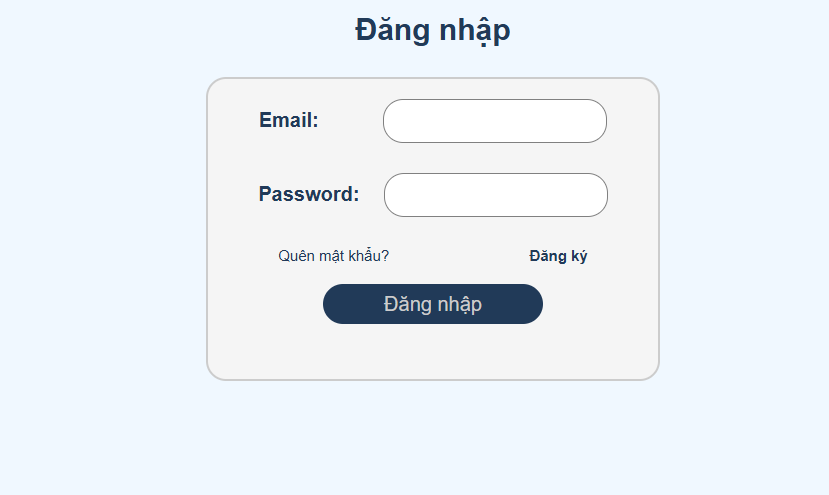 Đăng nhập
Email:
Password:
Quên mật khẩu? Đăng ký
Đăng nhập